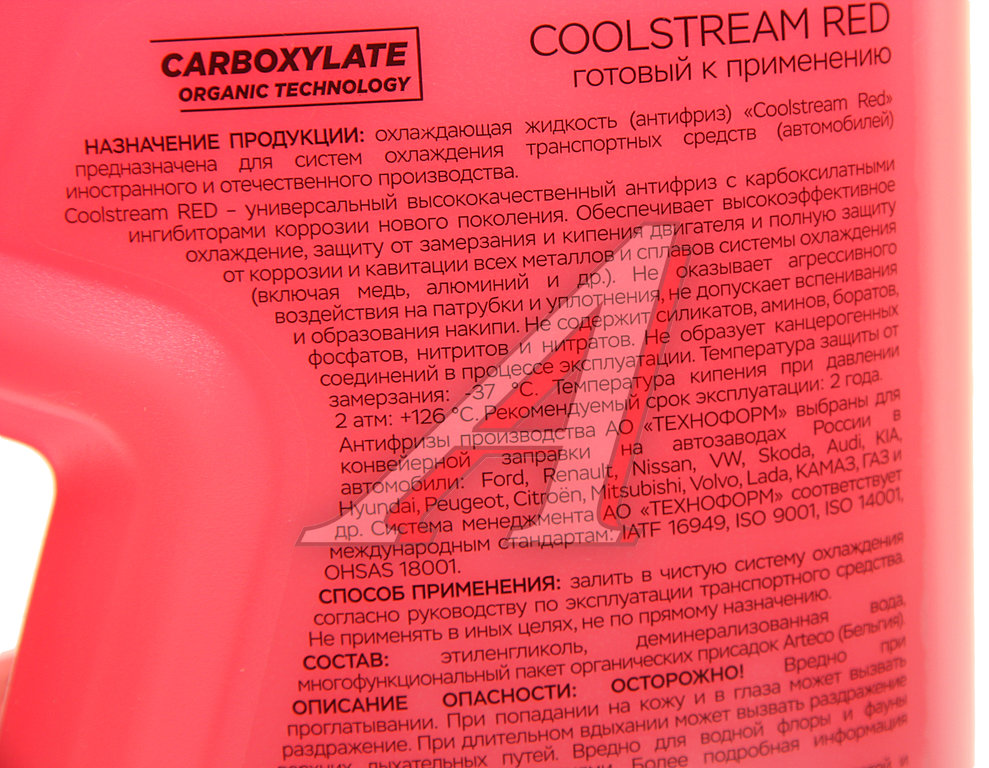 CARBOXYLATE
ORGANIC TECHNOLOGY
COOLSTREAM RED
ГОТОВЫЙ К ПРИМЕНЕНИЮ
НАЗНАЧЕНИЕ ПРОДУКЦИИ: охлаждающая жидкость (антифриз) «Coolstream Red»
предназначена для систем охлаждения транспортных средств (автомобилей)
иностранного и отечественного производства.
Coolstream RED – универсальный высококачественный антифриз с карбоксилатными
ингибиторами коррозии нового поколения. Обеспечивает высокоэффективное
охлаждение, защиту от замерзания и кипения двигателя и полную защиту
от коррозии и кавитации всех металлов и сплавов системы охлаждения
(включая медь, алюминий и др.). Не оказывает агрессивного
воздействия на патрубки и уплотнения, не допускает вспенивания
и образования накипи. Не содержит силикатов, аминов, боратов,
фосфатов, нитритов и нитратов. Не образует канцерогенных
соединений в процессе эксплуатации. Температура защиты от
замерзания: -37 °С. Температура кипения при давлении
2 атм: +126 °С. Рекомендуемый срок эксплуатации: 2 года.
Антифризы производства АО «ТЕХНОФОРМ» выбраны для
конвейерной заправки на автозаводах России в
автомобили: Ford, Renault, Nissan, VW, Skoda, Audi, KIA,
Hyundai, Peugeot, Citroën, Mitsubishi, Volvo, Lada, КАМАЗ, ГАЗ и
др. Система менеджмента АО «ТЕХНОФОРМ» соответствует
международным стандартам: IATF 16949, ISO 9001, ISO 14001,
OHSAS 18001.
СПОСОБ ПРИМЕНЕНИЯ: залить в чистую систему охлаждения
согласно руководству по эксплуатации транспортного средства.
Не применять в иных целях, не по прямому назначению.
СОСТАВ: этиленгликоль, деминерализованная вода,
многофункциональный пакет органических присадок Arteco (Бельгия).
ОПИСАНИЕ ОПАСНОСТИ: ОСТОРОЖНО! Вредно при
проглатывании. При попадании на кожу и в глаза может вызвать
раздражение. При длительном вдыхании может вызвать раздражение
верхних дыхательных путей. Вредно для водной флоры и фауны
Более подробная информация